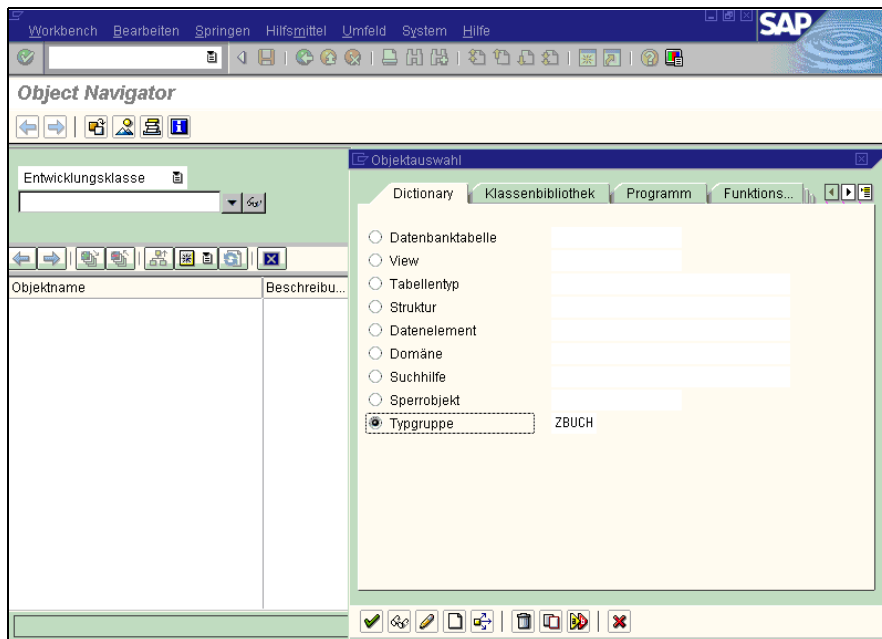 Workbench Bearbeiten Springen Hilfsmittel Umfeld System Hilfe
SAP
Object Navigator
Objektauswahl
Entwicklungsklasse
Dictionary Klassenbibliothek Programm Funktions...
Datenbanktabelle
View
Tabellentyp
Struktur
Datenelement
Domäne
Suchhilfe
Sperrobjekt
Typgruppe ZBUCH
Objektname Beschreibu...